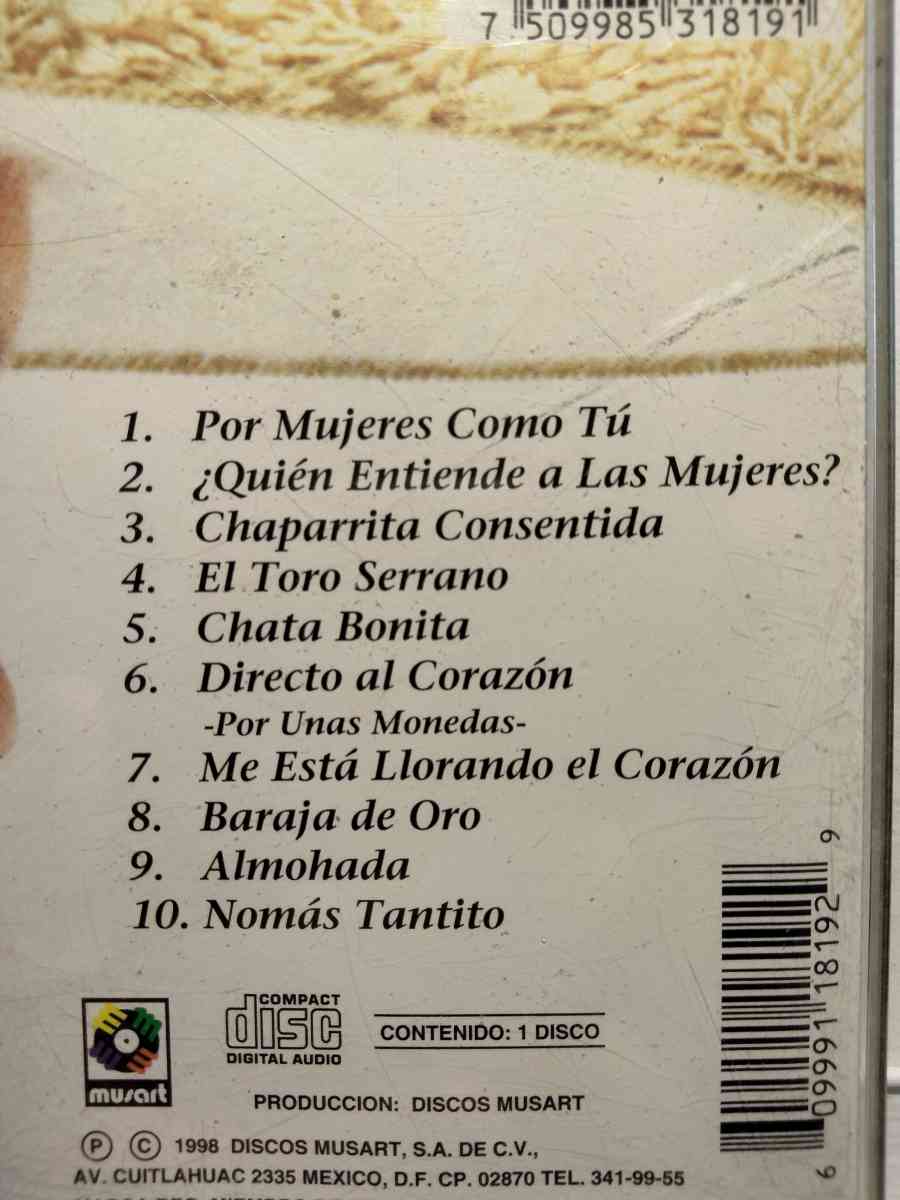 7 509985 318191
1. Por Mujeres Como Tú
2. ¿Quién Entiende a Las Mujeres?
3. Chaparrita Consentida
4. El Toro Serrano
5. Chata Bonita
6. Directo al Corazón
-Por Unas Monedas-
7. Me Está Llorando el Corazón
8. Baraja de Oro
9. Almohada
10. Nomás Tantito
6 09991 18192 9
musart
COMPACT
disc
DIGITAL AUDIO
CONTENIDO: 1 DISCO
PRODUCCION: DISCOS MUSART
Ⓟ © 1998 DISCOS MUSART, S.A. DE C.V.,
AV. CUITLAHUAC 2335 MEXICO, D.F. CP. 02870 TEL. 341-99-55